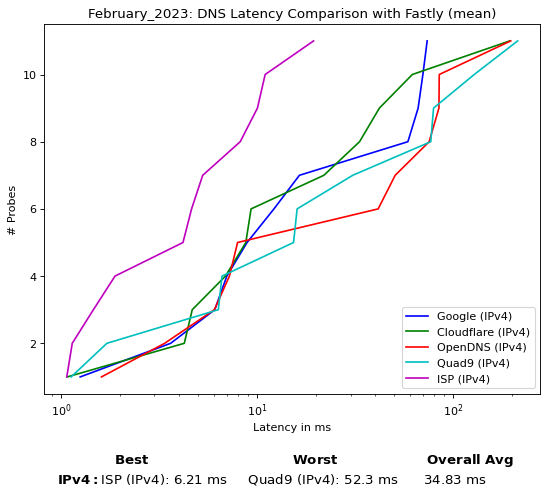 February_2023: DNS Latency Comparison with Fastly (mean)
# Probes
10
8
6
4
2
Google (IPv4)
Cloudflare (IPv4)
OpenDNS (IPv4)
Quad9 (IPv4)
ISP (IPv4)
10⁰ 10¹ 10²
Latency in ms
Best Worst Overall Avg
IPv4: ISP (IPv4): 6.21 ms Quad9 (IPv4): 52.3 ms 34.83 ms